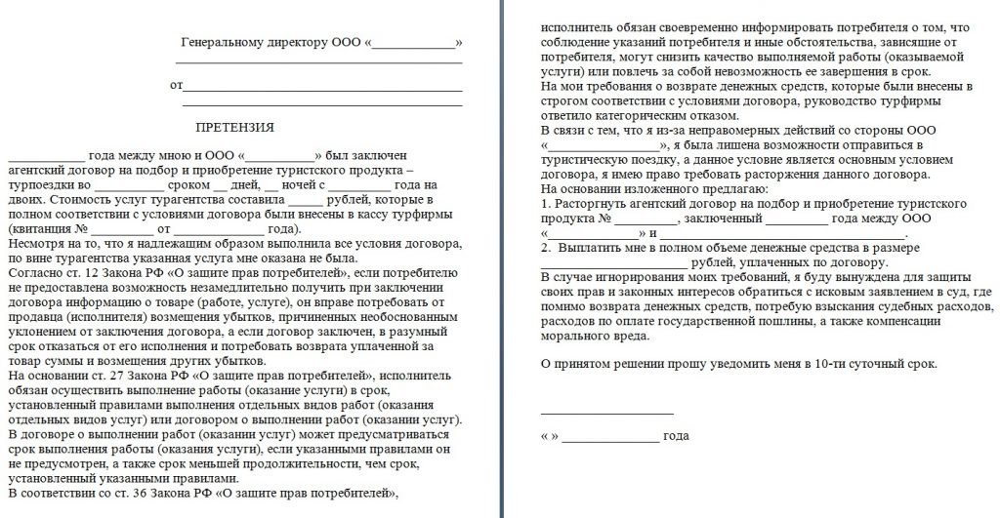 Генеральному директору ООО «_____________»
_____________________________________________
от____________________________________________
_____________________________________________
ПРЕТЕНЗИЯ
____________ года между мною и ООО «___________» был заключен
агентский договор на подбор и приобретение туристского продукта –
турпоездки во ___________ сроком __ дней, __ ночей с __________ года на
двоих. Стоимость услуг турагентства составила _____ рублей, которые в
полном соответствии с условиями договора были внесены в кассу турфирмы
(квитанция № __________ от ______________ года).
Несмотря на то, что я надлежащим образом выполнила все условия договора,
по вине турагентства указанная услуга мне оказана не была.
Согласно ст. 12 Закона РФ «О защите прав потребителей», если потребителю
не предоставлена возможность незамедлительно получить при заключении
договора информацию о товаре (работе, услуге), он вправе потребовать от
продавца (исполнителя) возмещения убытков, причиненных необоснованным
уклонением от заключения договора, а если договор заключен, в разумный
срок отказаться от его исполнения и потребовать возврата уплаченной за
товар суммы и возмещения других убытков.
На основании ст. 27 Закона РФ «О защите прав потребителей», исполнитель
обязан осуществить выполнение работы (оказание услуги) в срок,
установленный правилами выполнения отдельных видов работ (оказания
отдельных видов услуг) или договором о выполнении работ (оказании услуг).
В договоре о выполнении работ (оказании услуг) может предусматриваться
срок выполнения работы (оказания услуги), если указанными правилами он
не предусмотрен, а также срок меньшей продолжительности, чем срок,
установленный указанными правилами.
В соответствии со ст. 36 Закона РФ «О защите прав потребителей»,
исполнитель обязан своевременно информировать потребителя о том, что
соблюдение указаний потребителя и иные обстоятельства, зависящие от
потребителя, могут снизить качество выполняемой работы (оказываемой
услуги) или повлечь за собой невозможность ее завершения в срок.
На мои требования о возврате денежных средств, которые были внесены в
строгом соответствии с условиями договора, руководство турфирмы
ответило категорическим отказом.
В связи с тем, что я из-за неправомерных действий со стороны ООО
«_________________», я была лишена возможности отправиться в
туристическую поездку, а данное условие является основным условием
договора, я имею право требовать расторжения данного договора.
На основании изложенного предлагаю:
1. Расторгнуть агентский договор на подбор и приобретение туристского
продукта № __________, заключенный __________ года между ООО
«______________» и ______________________________________.
2. Выплатить мне в полном объеме денежные средства в размере
_______________________ рублей, уплаченных по договору.
В случае игнорирования моих требований, я буду вынуждена для защиты
своих прав и законных интересов обратиться с исковым заявлением в суд, где
помимо возврата денежных средств, потребую взыскания судебных расходов,
расходов по оплате государственной пошлины, а также компенсации
морального вреда.
О принятом решении прошу уведомить меня в 10-ти суточный срок.
_____________________
« » _______________ года